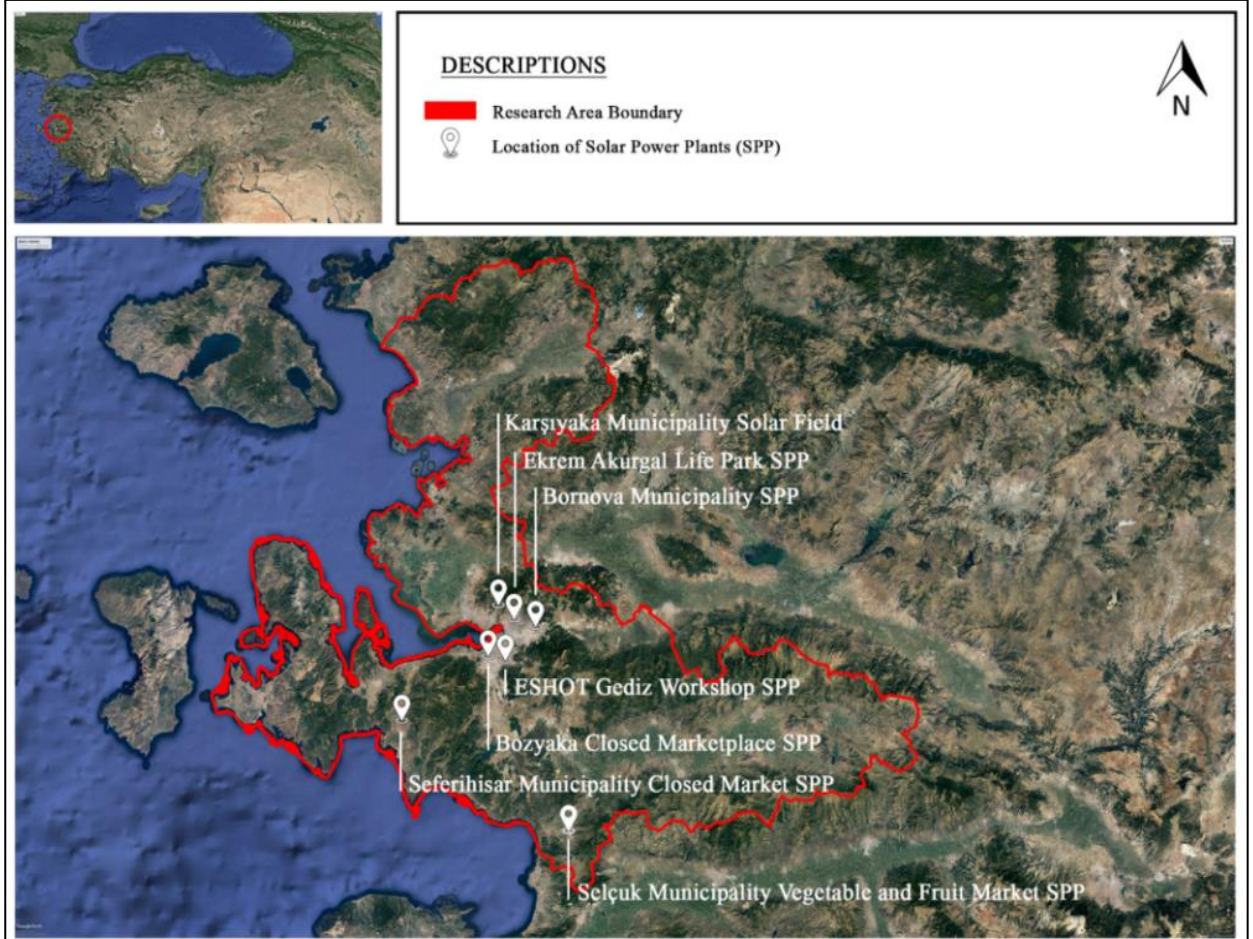 DESCRIPTIONS
Research Area Boundary
Location of Solar Power Plants (SPP)
N
Karşıyaka Municipality Solar Field
Ekrem Akurgal Life Park SPP
Bornova Municipality SPP
ESHOT Gediz Workshop SPP
Bozyaka Closed Marketplace SPP
Seferihisar Municipality Closed Market SPP
Selçuk Municipality Vegetable and Fruit Market SPP